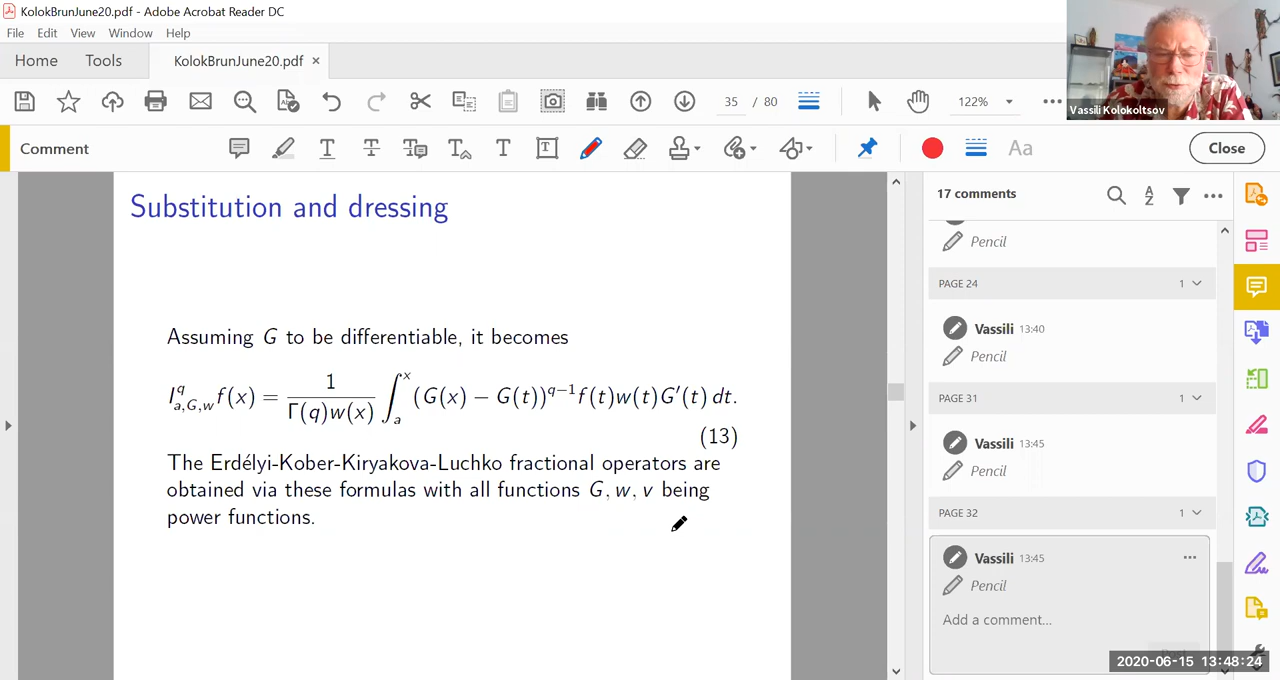 KolokBrunJune20.pdf - Adobe Acrobat Reader DC
File Edit View Window Help
Home Tools KolokBrunJune20.pdf ×
35 / 80 122%
Vassili Kolokoltsov
Comment
Aa
Close
Substitution and dressing
Assuming G to be differentiable, it becomes
I^q_{a,G,w} f(x) = \frac{1}{Γ(q)w(x)} ∫_a^x (G(x) − G(t))^{q−1} f(t)w(t)G′(t) dt.
(13)
The Erdélyi-Kober-Kiryakova-Luchko fractional operators are
obtained via these formulas with all functions G, w, v being
power functions.
17 comments
Pencil
PAGE 24 1
Vassili 13:40
Pencil
PAGE 31 1
Vassili 13:45
Pencil
PAGE 32 1
Vassili 13:45
Pencil
Add a comment...
2020-06-15 13:48:24